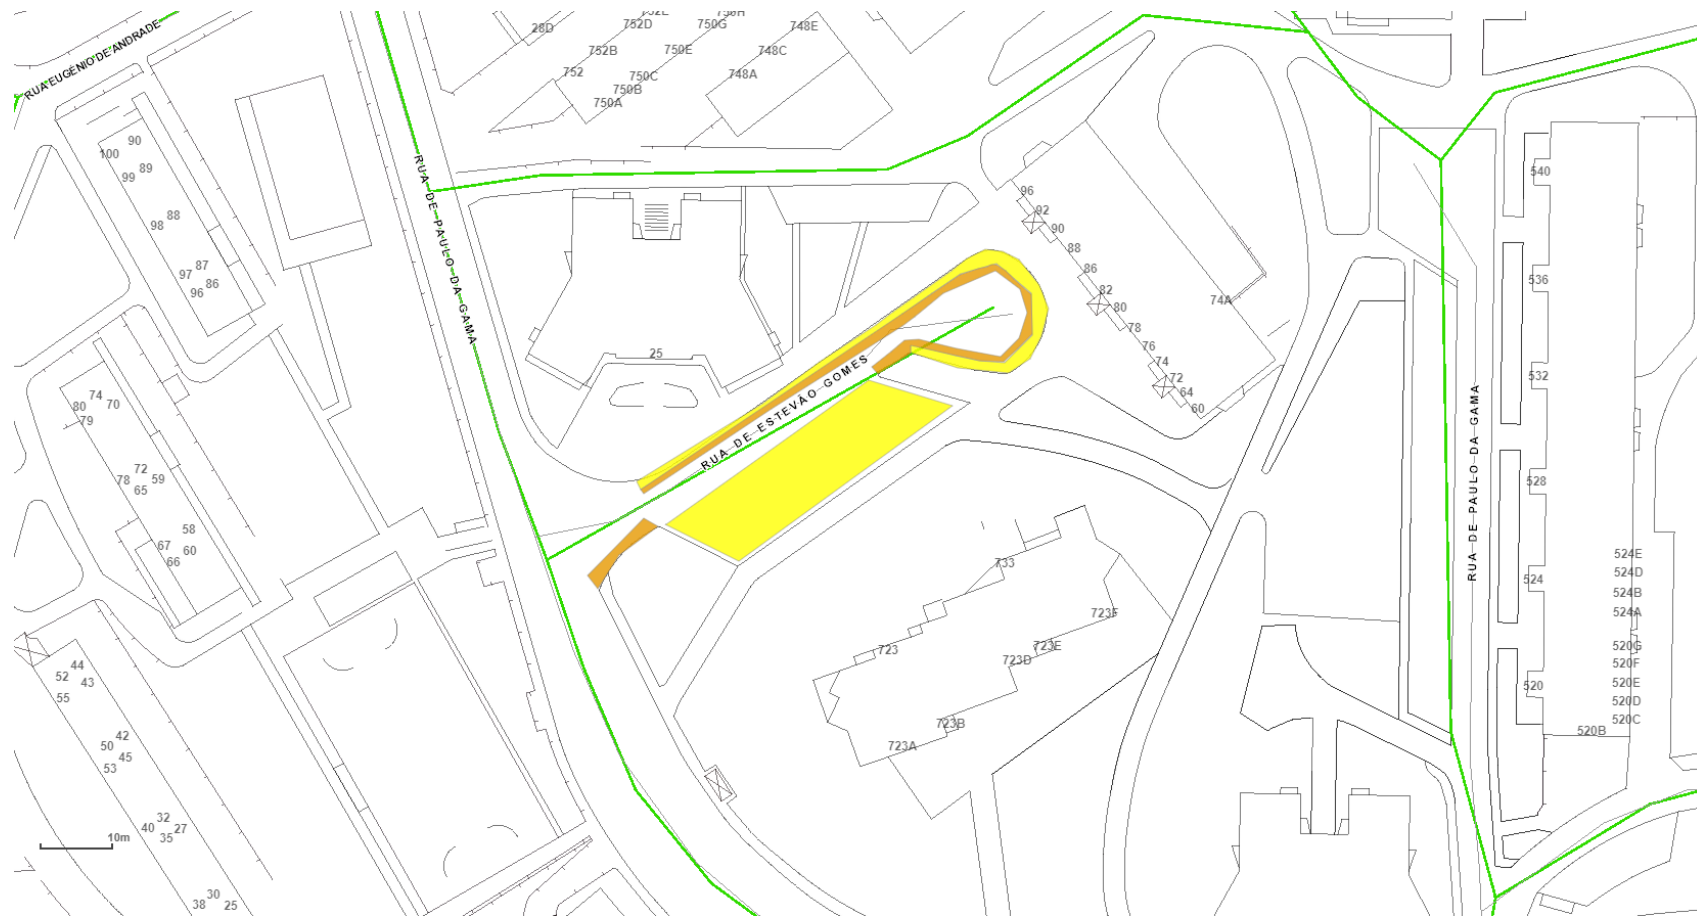 RUA EUGÉNIO DE ANDRADE
28D
752E
752D
752B
752
750H
750G
750E
750C
750B
750A
748E
748C
748A
RUA-DE-PAULO-DA-GAMA
100
90
99
89
98
88
97
87
96
86
25
96
92
90
88
86
82
80
78
76
74
72
64
60
74A
RUA-DE-ESTEVÃO-GOMES
80
74
70
79
72
78
59
65
58
67
60
66
44
52
43
55
42
50
45
53
32
40
27
35
30
38
25
10m
733
723
723F
723E
723D
723B
723A
RUA-DE-PAULO-DA-GAMA
540
536
532
528
524
520
524E
524D
524B
524A
520G
520F
520E
520D
520C
520B